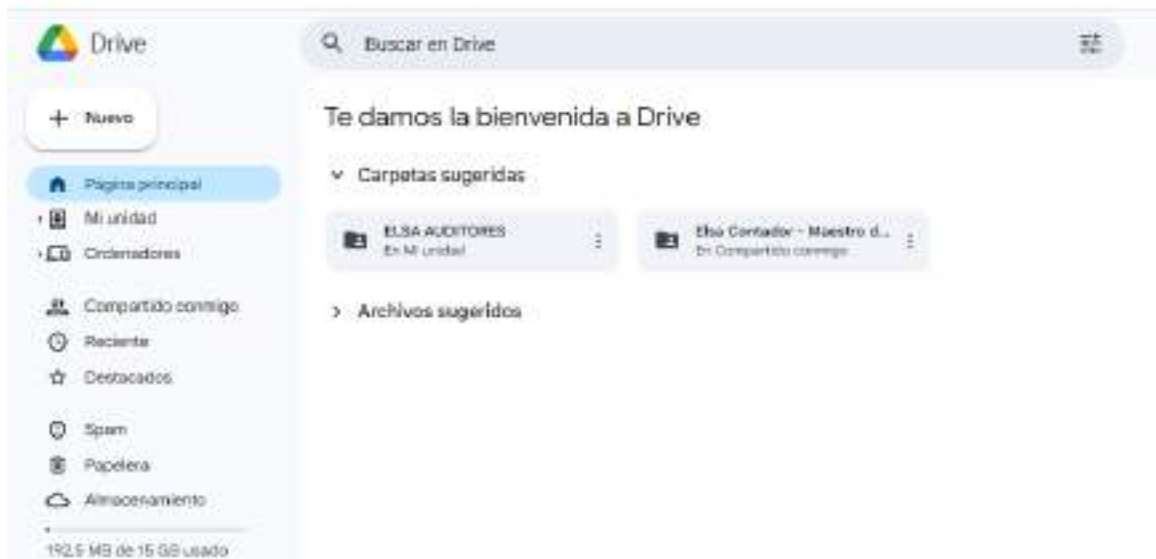 Drive
Buscar en Drive
Nuevo
Te damos la bienvenida a Drive
Página principal
Mi unidad
Ordenadores
Compartido conmigo
Reciente
Destacados
Spam
Papelera
Almacenamiento
192,5 MB de 15 GB usado
Carpetas sugeridas
ELSA AUDITORES
En Mi unidad
Elsa Contador - Maestro d...
En Compartido conmigo
Archivos sugeridos